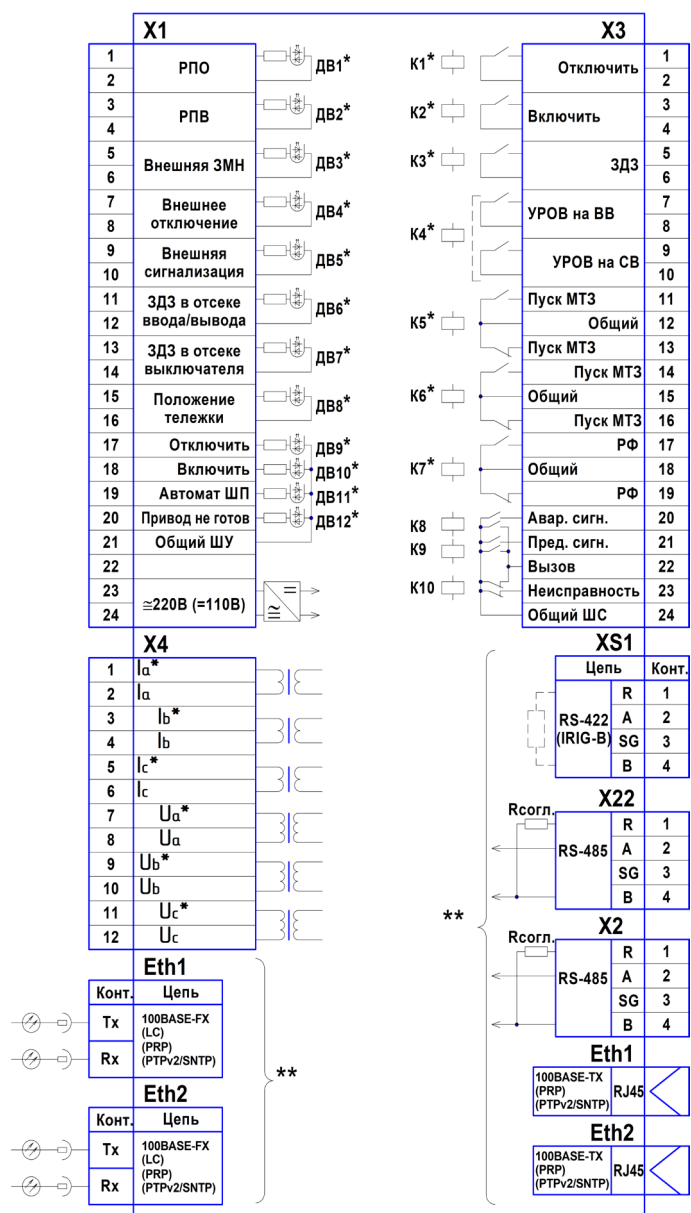 X1
1
РПО
ДВ1*
2
3
РПВ
ДВ2*
4
5
Внешняя ЗМН
ДВ3*
6
7
Внешнее
отключение
ДВ4*
8
9
Внешняя
сигнализация
ДВ5*
10
11
ЗДЗ в отсеке
ввода/вывода
ДВ6*
12
13
ЗДЗ в отсеке
выключателя
ДВ7*
14
15
Положение
тележки
ДВ8*
16
17 Отключить ДВ9*
18 Включить ДВ10*
19 Автомат ШП ДВ11*
20 Привод не готов ДВ12*
21 Общий ШУ
22
23
≅220В (=110В)
= ≅
24
X4
1 Ia*
2 Ia
3 Ib*
4 Ib
5 Ic*
6 Ic
7 Ua*
8 Ua
9 Ub*
10 Ub
11 Uc*
12 Uc
Eth1
Конт. Цепь
Tx
Rx
100BASE-FX
(LC)
(PRP)
(PTPv2/SNTP)
**
Eth2
Конт. Цепь
Tx
Rx
100BASE-FX
(LC)
(PRP)
(PTPv2/SNTP)
X3
К1*
Отключить
1
2
К2*
Включить
3
4
К3*
ЗДЗ
5
6
К4*
УРОВ на ВВ
7
8
УРОВ на СВ
9
10
К5*
Пуск МТЗ 11
Общий 12
Пуск МТЗ 13
К6*
Пуск МТЗ 14
Общий 15
Пуск МТЗ 16
К7*
РФ 17
Общий 18
РФ 19
К8 Авар. сигн. 20
К9 Пред. сигн. 21
Вызов 22
К10 Неисправность 23
Общий ШС 24
XS1
Цепь Конт.
RS-422
(IRIG-B)
R 1
A 2
SG 3
B 4
X22
Rсогл.
RS-485
R 1
A 2
SG 3
B 4
**
X2
Rсогл.
RS-485
R 1
A 2
SG 3
B 4
Eth1
100BASE-TX
(PRP)
(PTPv2/SNTP)
RJ45
Eth2
100BASE-TX
(PRP)
(PTPv2/SNTP)
RJ45